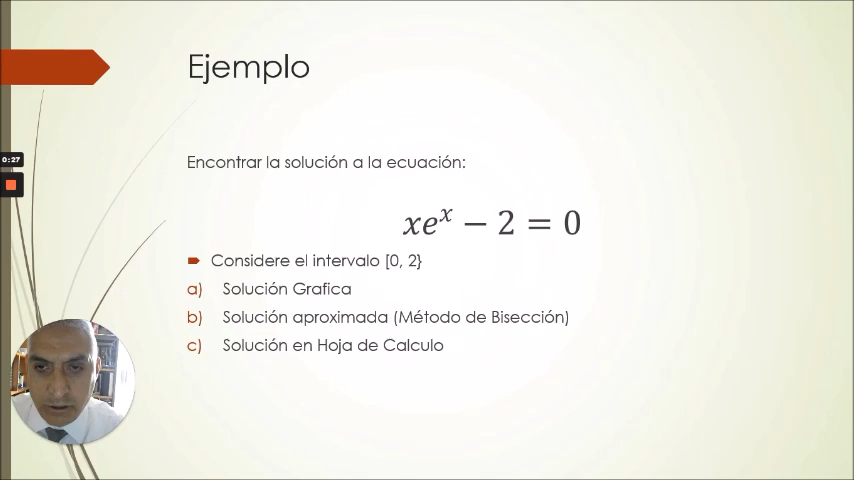 Ejemplo
0:27
Encontrar la solución a la ecuación:
xeˣ − 2 = 0
Considere el intervalo [0, 2}
a) Solución Grafica
b) Solución aproximada (Método de Bisección)
c) Solución en Hoja de Calculo